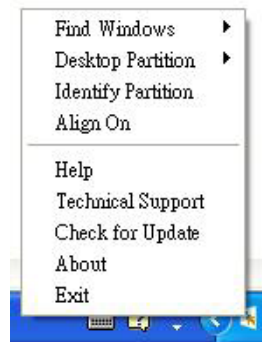 Find Windows
Desktop Partition
Identify Partition
Align On
Help
Technical Support
Check for Update
About
Exit